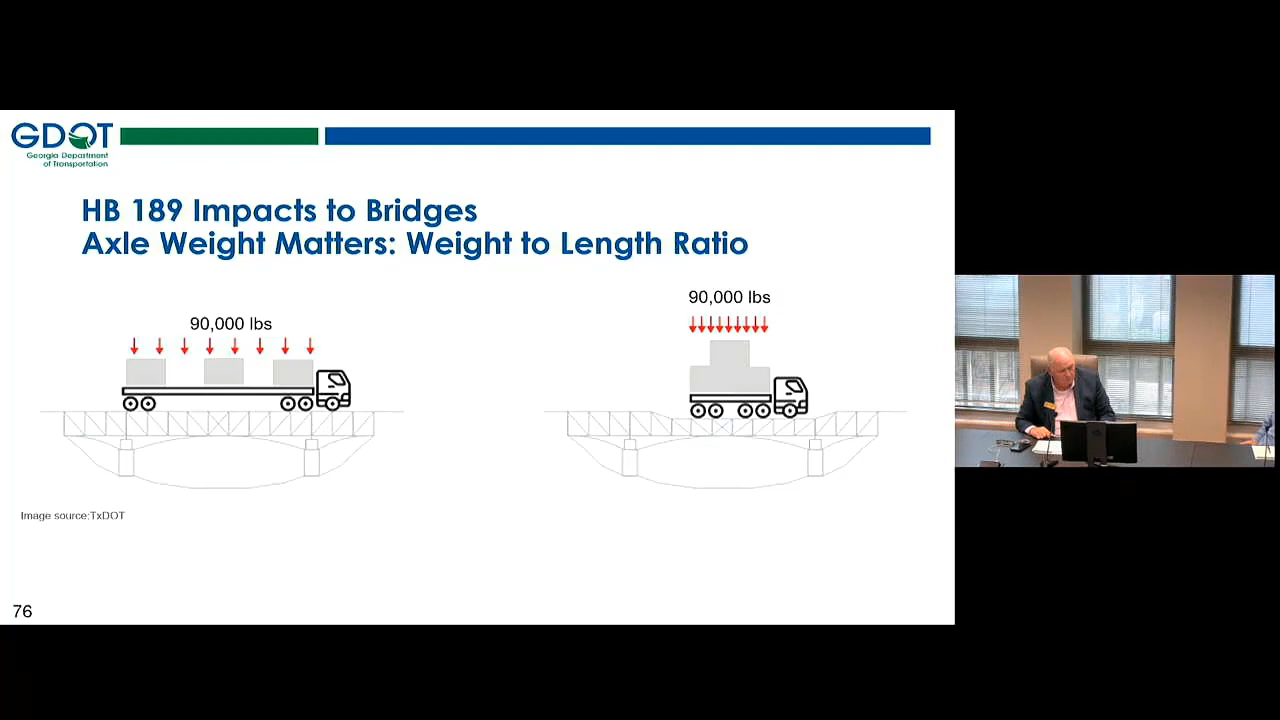 GDOT
Georgia Department
of Transportation
HB 189 Impacts to Bridges
Axle Weight Matters: Weight to Length Ratio
90,000 lbs
90,000 lbs
Image source:TxDOT
76